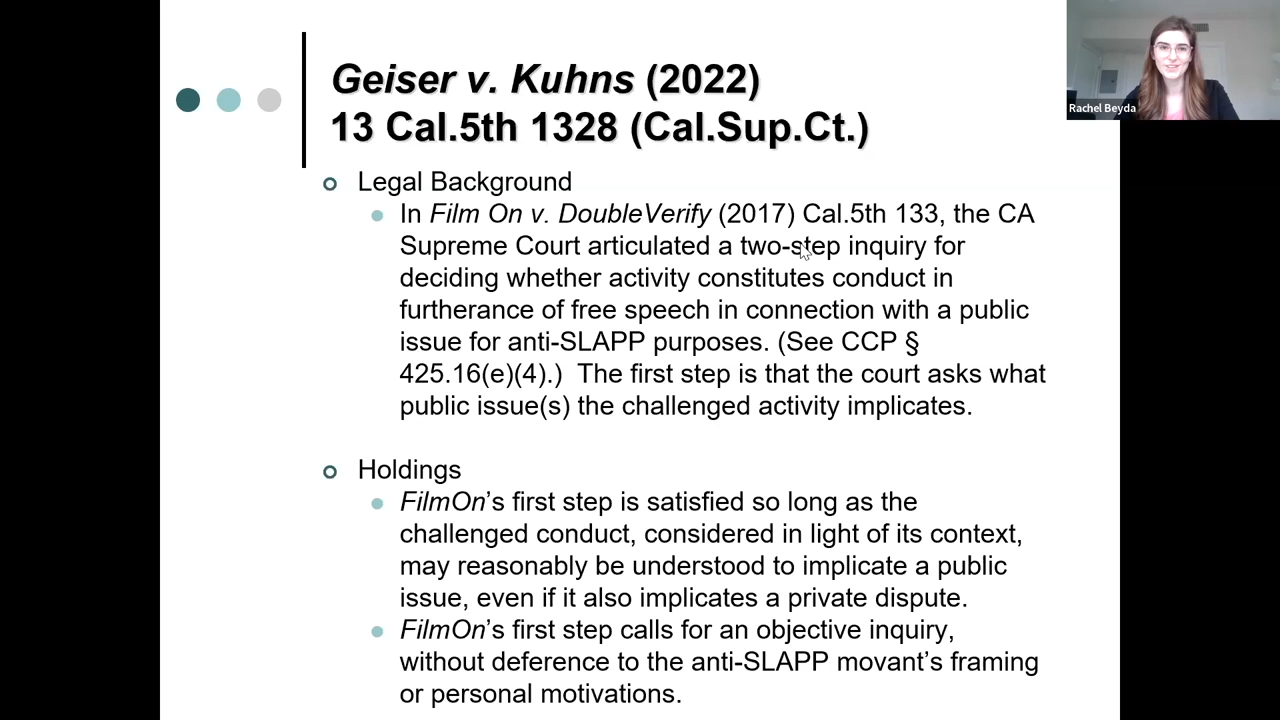 Geiser v. Kuhns (2022)
13 Cal.5th 1328 (Cal.Sup.Ct.)
Rachel Beyda
Legal Background
In Film On v. DoubleVerify (2017) Cal.5th 133, the CA
Supreme Court articulated a two-step inquiry for
deciding whether activity constitutes conduct in
furtherance of free speech in connection with a public
issue for anti-SLAPP purposes. (See CCP §
425.16(e)(4).)  The first step is that the court asks what
public issue(s) the challenged activity implicates.
Holdings
FilmOn’s first step is satisfied so long as the
challenged conduct, considered in light of its context,
may reasonably be understood to implicate a public
issue, even if it also implicates a private dispute.
FilmOn’s first step calls for an objective inquiry,
without deference to the anti-SLAPP movant’s framing
or personal motivations.